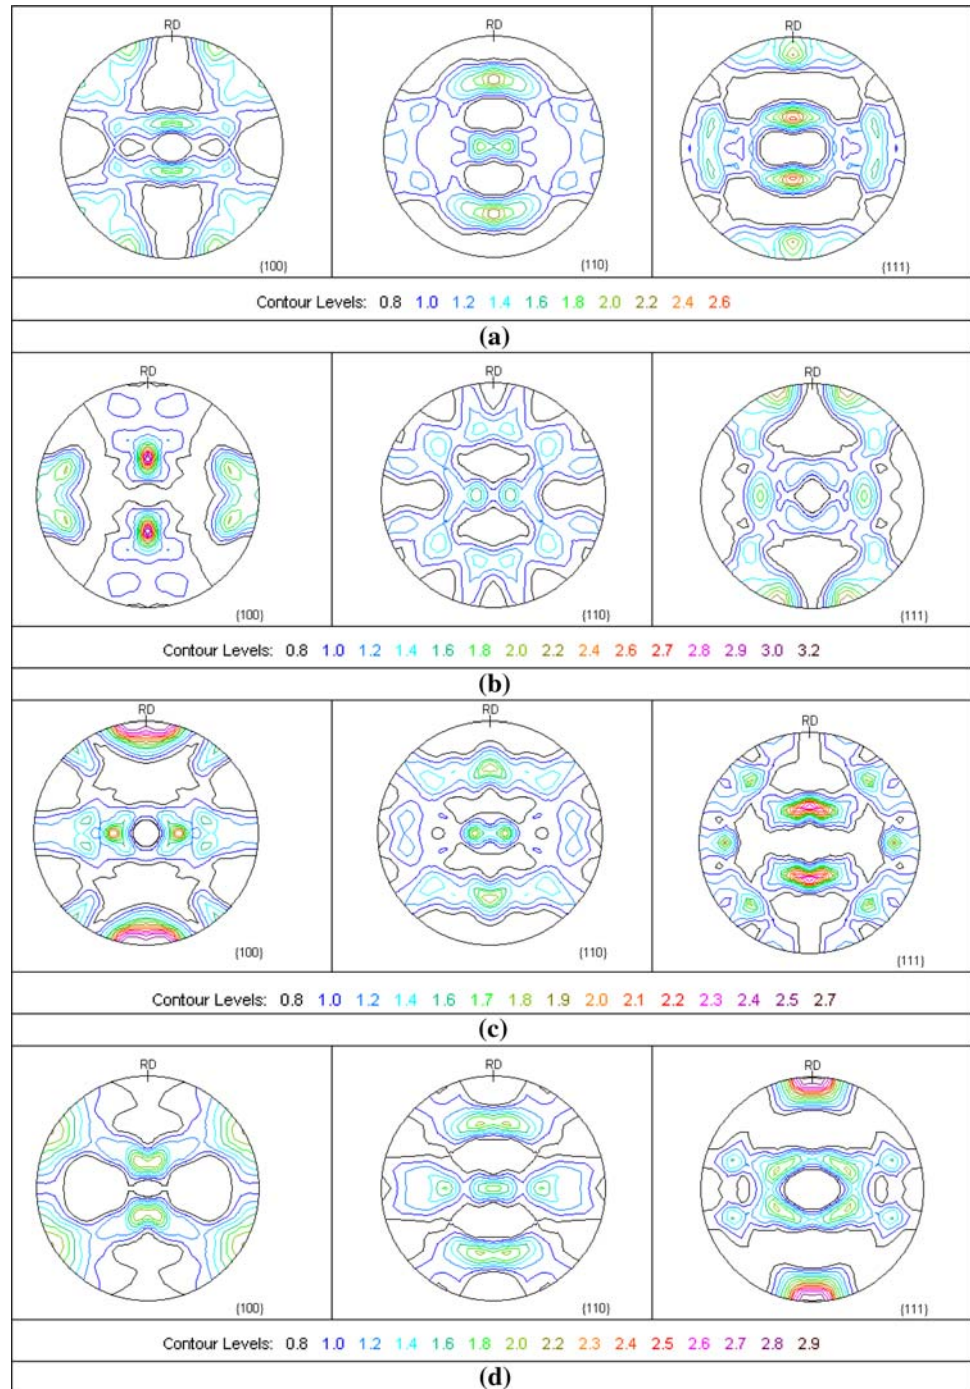 RD RD RD
{100} {110} {111}
Contour Levels: 0.8 1.0 1.2 1.4 1.6 1.8 2.0 2.2 2.4 2.6
(a)
RD RD RD
{100} {110} {111}
Contour Levels: 0.8 1.0 1.2 1.4 1.6 1.8 2.0 2.2 2.4 2.6 2.7 2.8 2.9 3.0 3.2
(b)
RD RD RD
{100} {110} {111}
Contour Levels: 0.8 1.0 1.2 1.4 1.6 1.7 1.8 1.9 2.0 2.1 2.2 2.3 2.4 2.5 2.7
(c)
RD RD RD
{100} {110} {111}
Contour Levels: 0.8 1.0 1.2 1.4 1.6 1.8 2.0 2.2 2.3 2.4 2.5 2.6 2.7 2.8 2.9
(d)